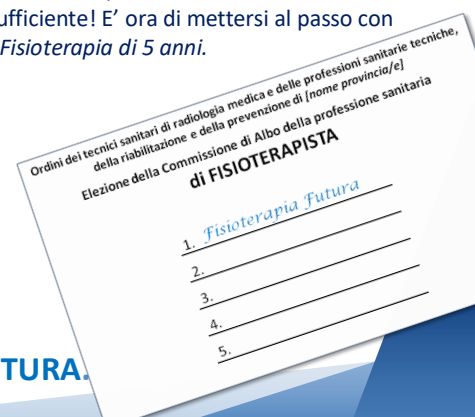 ufficiente! E’ ora di mettersi al passo con
Fisioterapia di 5 anni.
Ordini dei tecnici sanitari di radiologia medica e delle professioni sanitarie tecniche,
della riabilitazione e della prevenzione di [nome provincia/e]
Elezione della Commissione di Albo della professione sanitaria
di FISIOTERAPISTA
1. Fisioterapia Futura
2.
3.
4.
5.
TURA.